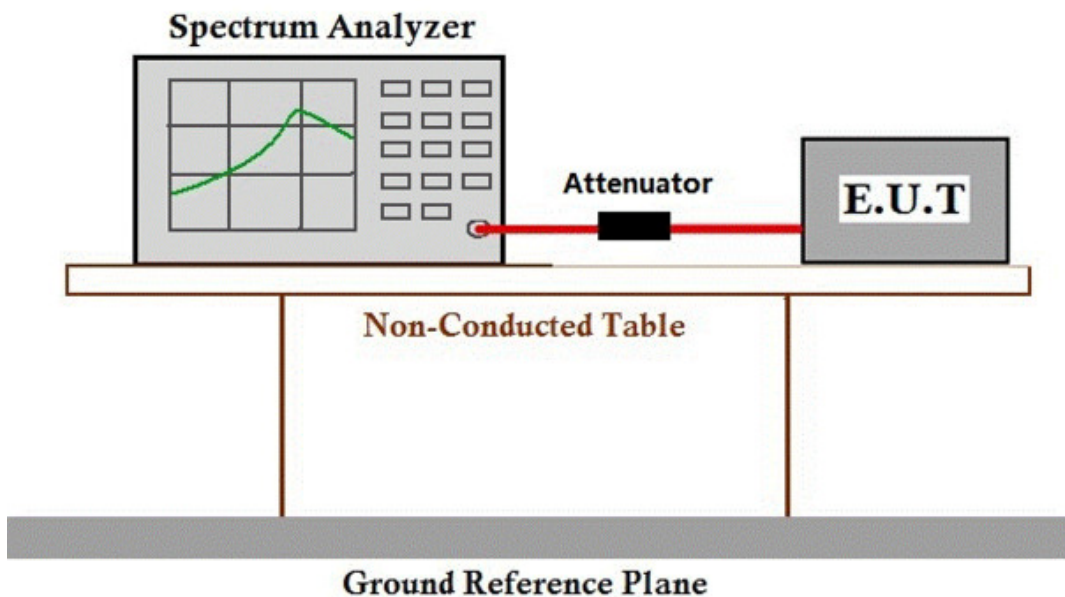 Spectrum Analyzer
Attenuator
E.U.T
Non-Conducted Table
Ground Reference Plane